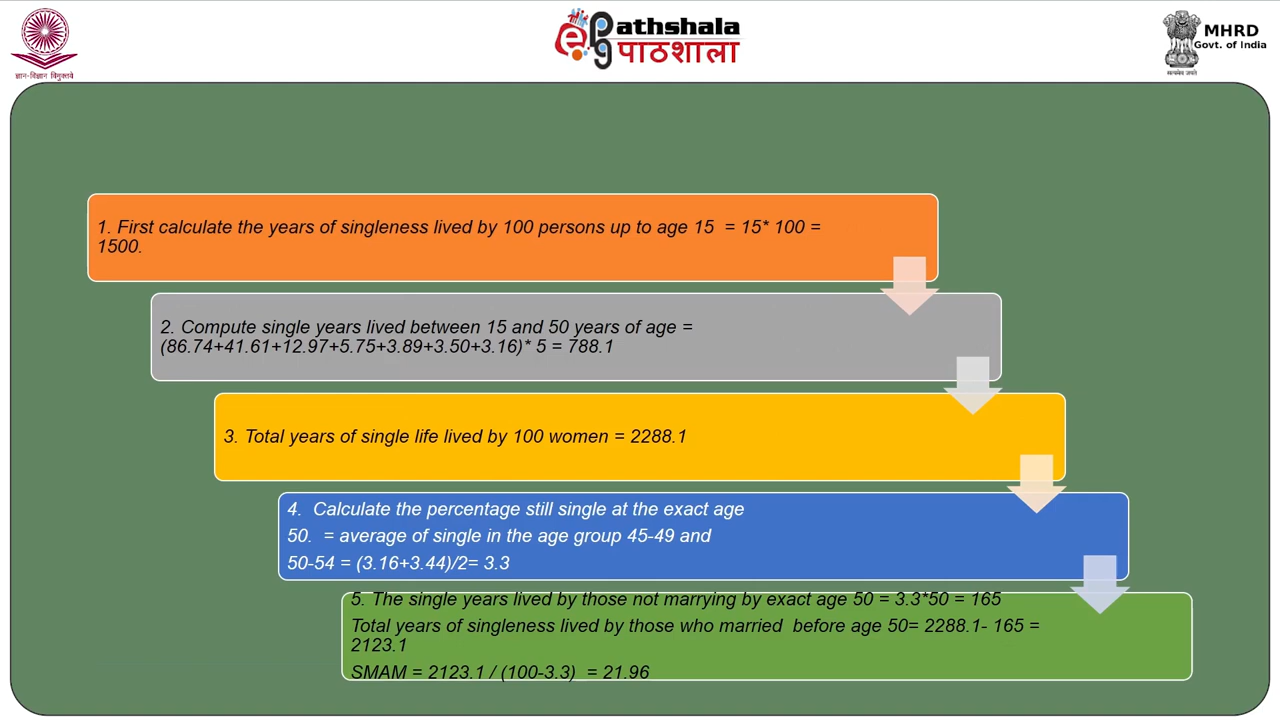 ज्ञान-विज्ञान विमुक्तये
ePgathshala
पाठशाला
MHRD
Govt. of India
सत्यमेव जयते
1. First calculate the years of singleness lived by 100 persons up to age 15 = 15* 100 =
1500.
2. Compute single years lived between 15 and 50 years of age =
(86.74+41.61+12.97+5.75+3.89+3.50+3.16)* 5 = 788.1
3. Total years of single life lived by 100 women = 2288.1
4. Calculate the percentage still single at the exact age
50. = average of single in the age group 45-49 and
50-54 = (3.16+3.44)/2= 3.3
5. The single years lived by those not marrying by exact age 50 = 3.3*50 = 165
Total years of singleness lived by those who married before age 50= 2288.1- 165 =
2123.1
SMAM = 2123.1 / (100-3.3) = 21.96